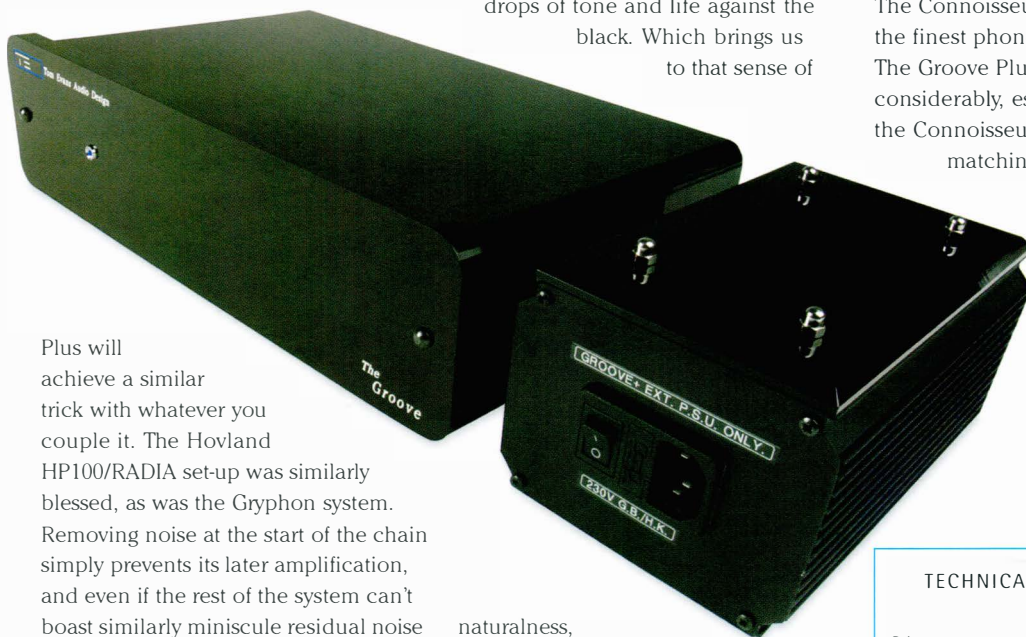 drops of tone and life against the
black. Which brings us
to that sense of
The Connoisseu
the finest phon
The Groove Plu
considerably, es
the Connoisseu
matchin
Tom Evans Audio Design
The
Groove
GROOVE+ EXT. P.S.U. ONLY.
230V G.B./H.K.
Plus will
achieve a similar
trick with whatever you
couple it. The Hovland
HP100/RADIA set-up was similarly
blessed, as was the Gryphon system.
Removing noise at the start of the chain
simply prevents its later amplification,
and even if the rest of the system can't
boast similarly miniscule residual noise
naturalness,
TECHNICA